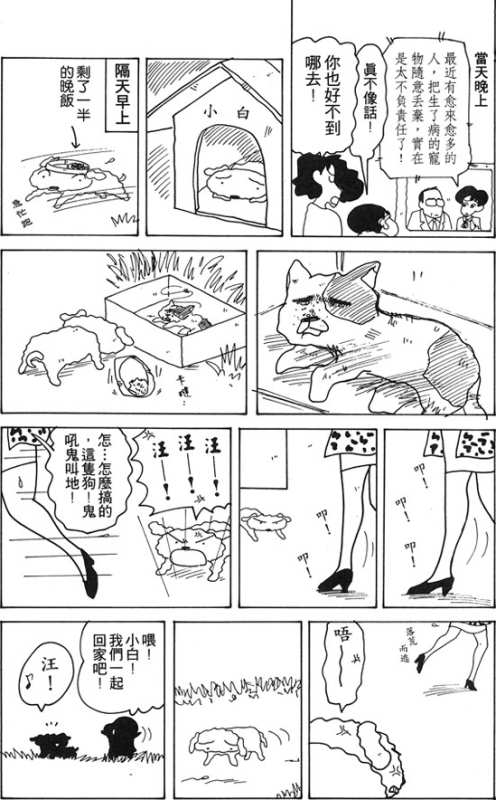 當天晚上
最近有愈來愈多的
人，把生了病的寵
物隨意丟棄，實在
是太不負責任了！
眞不像話！
你也好不到
哪去！
小白
隔天早上
剩了一半
的晚飯
急忙跑
叩！
叩！
叩！
叩！
汪——！
汪——！
汪——！
怎…怎麼搞的
，這隻狗！鬼
吼鬼叫地！
落荒
而逃
唔——
喂！
小白！
我們一起
回家吧！
汪！♪